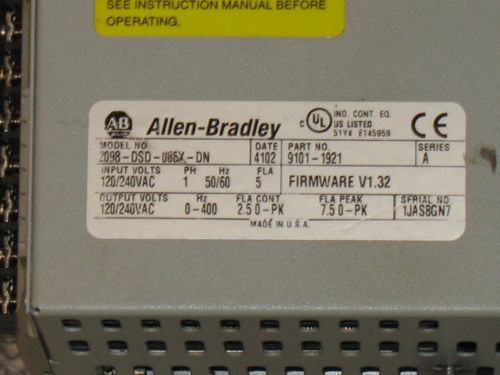 SEE INSTRUCTION MANUAL BEFORE
OPERATING.
AB Allen-Bradley
c UL US LISTED
IND. CONT. EQ.
51Y4 E145959
CE
MODEL NO. DATE PART NO. SERIES
2098-DSD-005X-DN 4102 9101-1921 A
INPUT VOLTS PH Hz FLA
120/240VAC 1 50/60 5 FIRMWARE V1.32
OUTPUT VOLTS Hz FLA CONT FLA PEAK SERIAL NO.
120/240VAC 0-400 2.5 0-PK 7.5 0-PK 1JAS8GN7
MADE IN U.S.A.